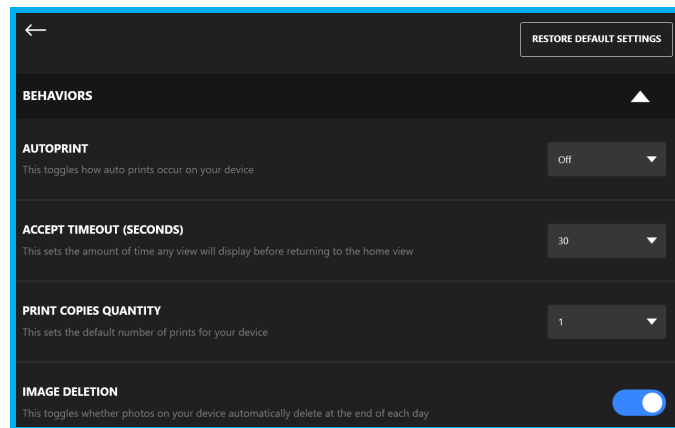 RESTORE DEFAULT SETTINGS
BEHAVIORS
AUTOPRINT
Off
This toggles how auto prints occur on your device
ACCEPT TIMEOUT (SECONDS)
30
This sets the amount of time any view will display before returning to the home view
PRINT COPIES QUANTITY
1
This sets the default number of prints for your device
IMAGE DELETION
This toggles whether photos on your device automatically delete at the end of each day